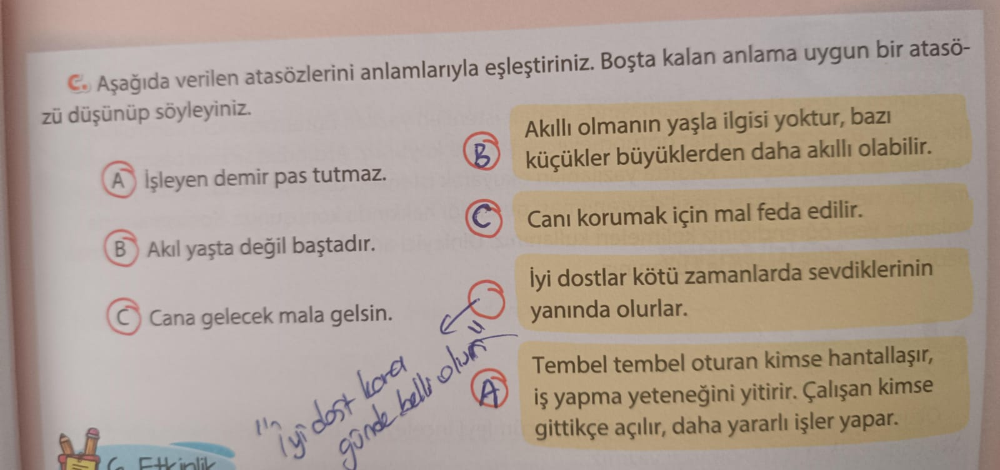 C. Aşağıda verilen atasözlerini anlamlarıyla eşleştiriniz. Boşta kalan anlama uygun bir atasö-
zü düşünüp söyleyiniz.
A İşleyen demir pas tutmaz.
B Akıl yaşta değil baştadır.
C Cana gelecek mala gelsin.
B Akıllı olmanın yaşla ilgisi yoktur, bazı
küçükler büyüklerden daha akıllı olabilir.
C Canı korumak için mal feda edilir.
İyi dostlar kötü zamanlarda sevdiklerinin
yanında olurlar.
A Tembel tembel oturan kimse hantallaşır,
iş yapma yeteneğini yitirir. Çalışan kimse
gittikçe açılır, daha yararlı işler yapar.
"İyi dost kara
günde belli olur"
6. Etkinlik